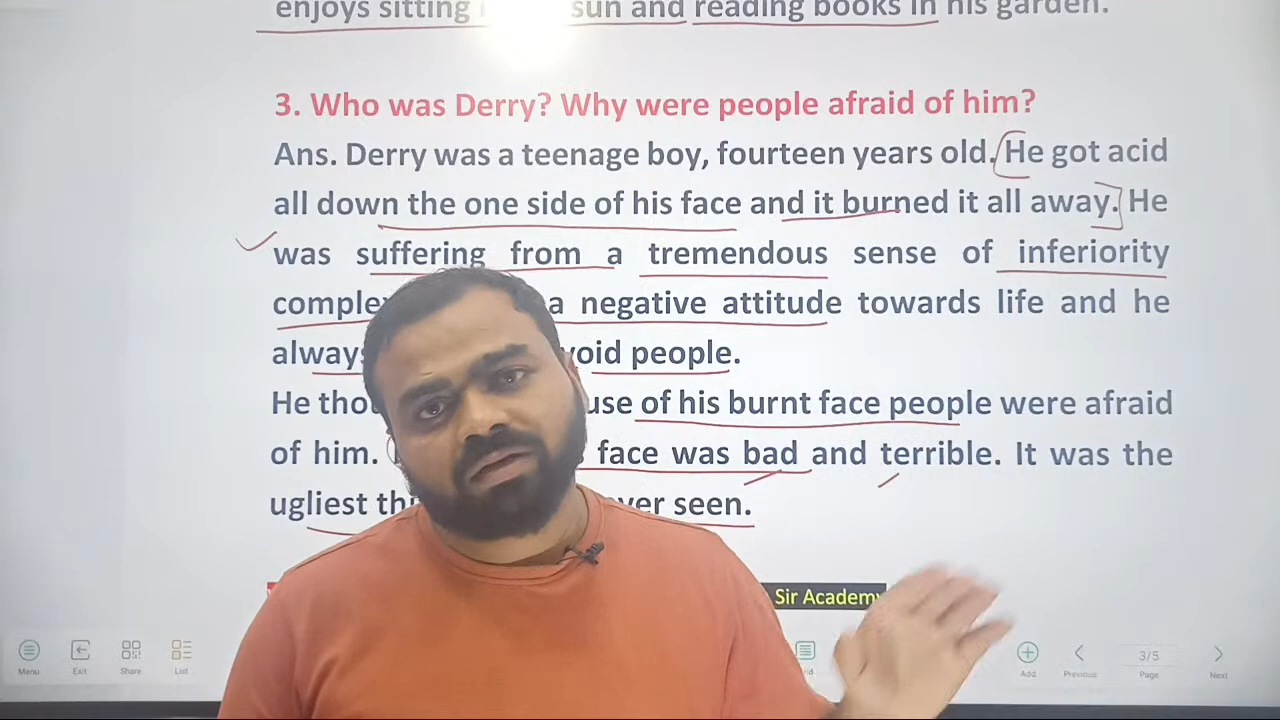 enjoys sitting sun and reading books in his garden.
3. Who was Derry? Why were people afraid of him?
Ans. Derry was a teenage boy, fourteen years old. He got acid
all down the one side of his face and it burned it all away. He
was suffering from a tremendous sense of inferiority
a negative attitude towards life and he
people.
He of his burnt face people were afraid
of him. face was bad and terrible. It was the
ugliest seen.
Sir Academy
Menu Exit Share List Add Previous 3/5 Page Next